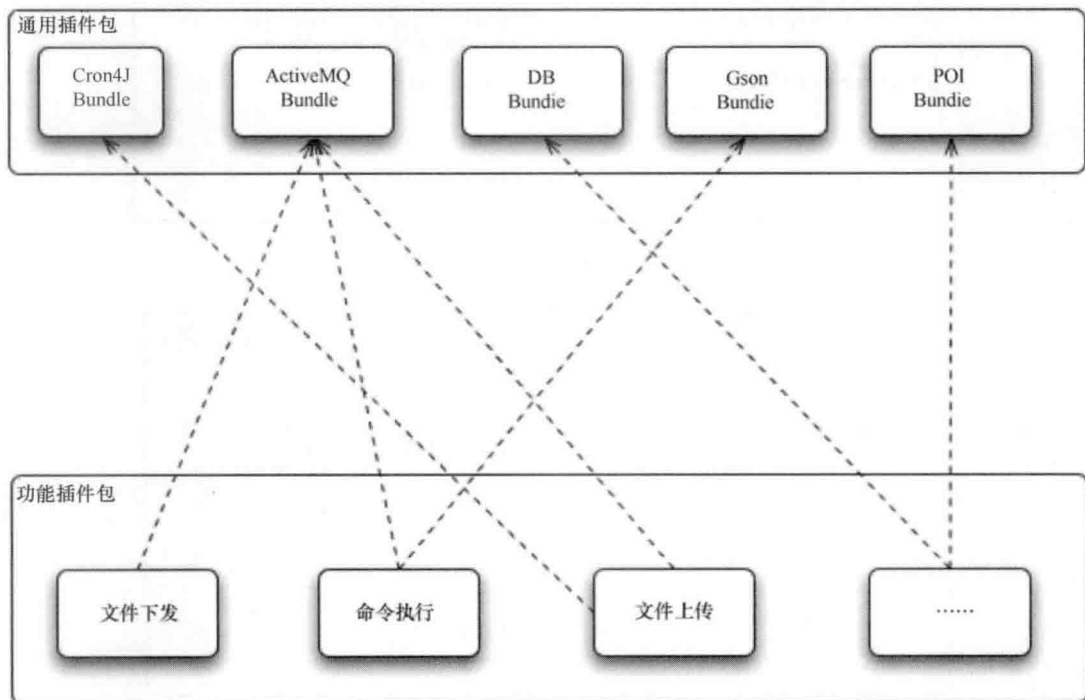 通用插件包
Cron4J
Bundle
ActiveMQ
Bundle
DB
Bundie
Gson
Bundie
POI
Bundie
功能插件包
文件下发
命令执行
文件上传
……